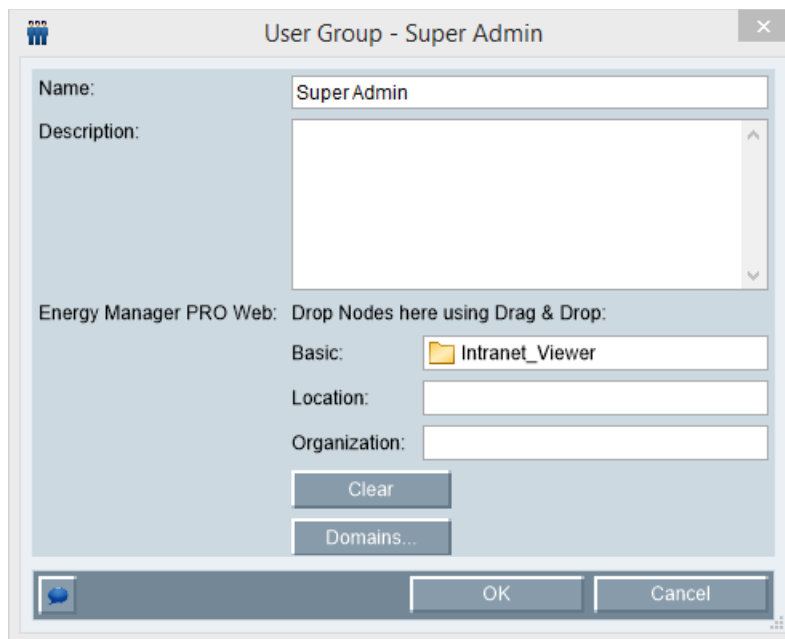 User Group - Super Admin
Name:
Super Admin
Description:
Energy Manager PRO Web: Drop Nodes here using Drag & Drop:
Basic: Intranet_Viewer
Location:
Organization:
Clear
Domains...
OK Cancel